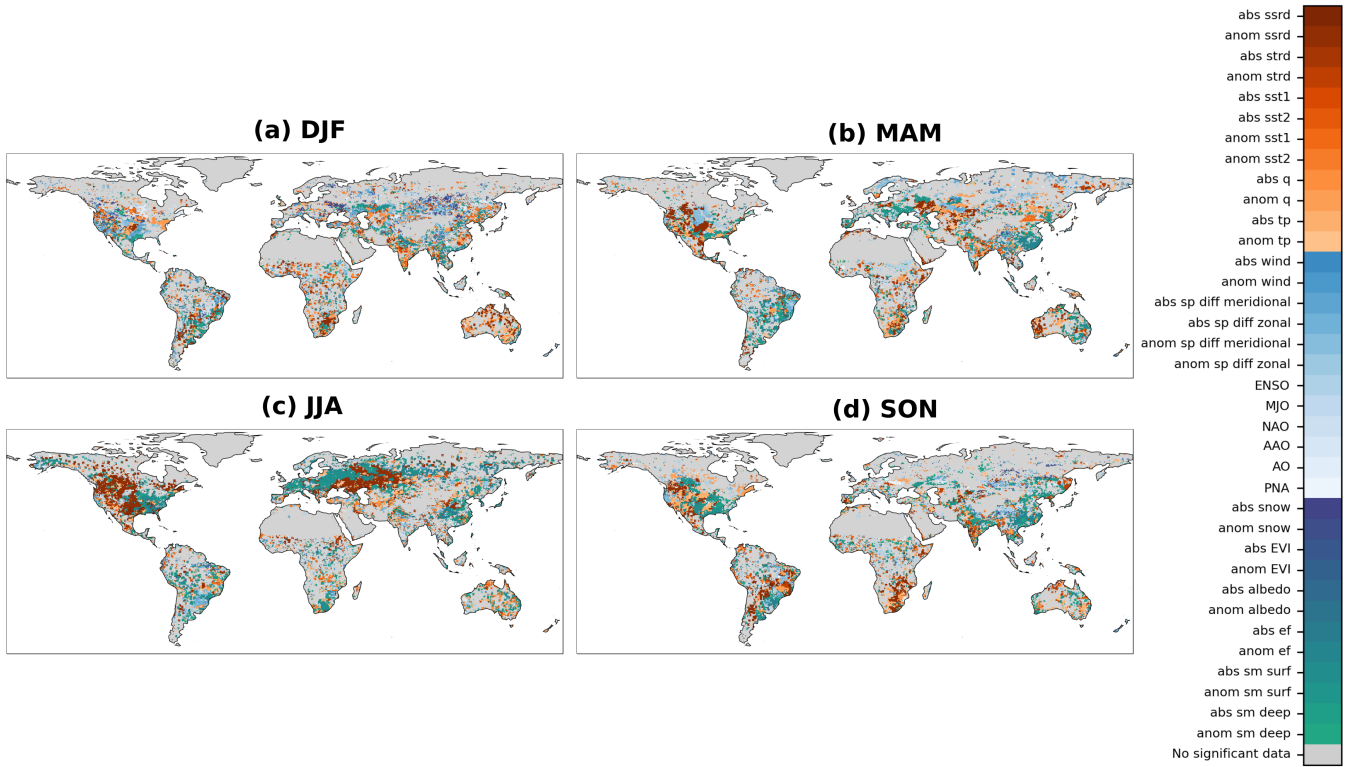 (a) DJF
(b) MAM
(c) JJA
(d) SON
abs ssrd
anom ssrd
abs strd
anom strd
abs sst1
abs sst2
anom sst1
anom sst2
abs q
anom q
abs tp
anom tp
abs wind
anom wind
abs sp diff meridional
abs sp diff zonal
anom sp diff meridional
anom sp diff zonal
ENSO
MJO
NAO
AAO
AO
PNA
abs snow
anom snow
abs EVI
anom EVI
abs albedo
anom albedo
abs ef
anom ef
abs sm surf
anom sm surf
abs sm deep
anom sm deep
No significant data